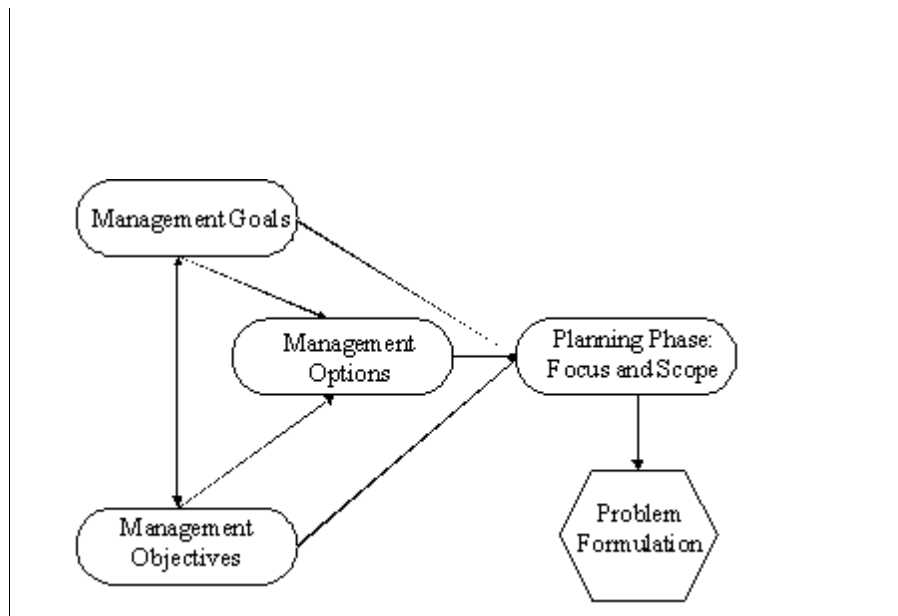 Management Goals
Management
Options
Planning Phase:
Focus and Scope
Management
Objectives
Problem
Formulation